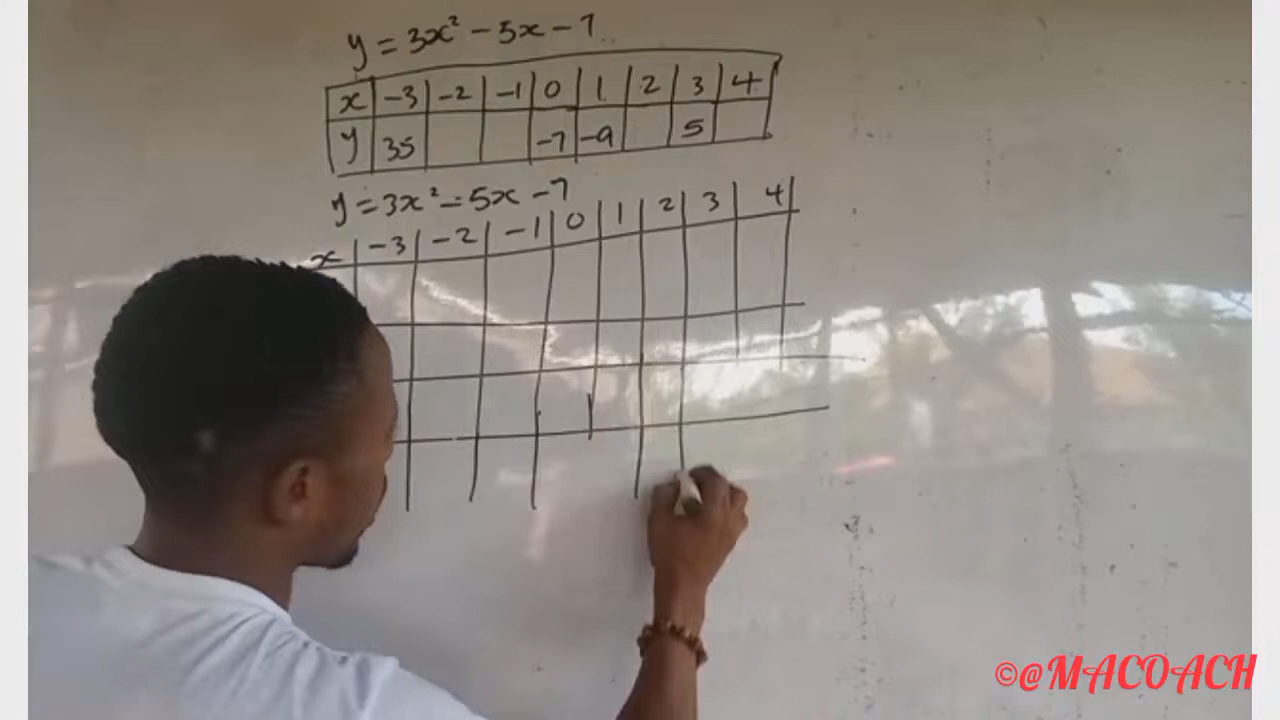 y = 3x² - 5x - 7
x -3 -2 -1 0 1 2 3 4
y 35 -7 -9 5
y = 3x² - 5x - 7
x -3 -2 -1 0 1 2 3 4
©@MACOACH